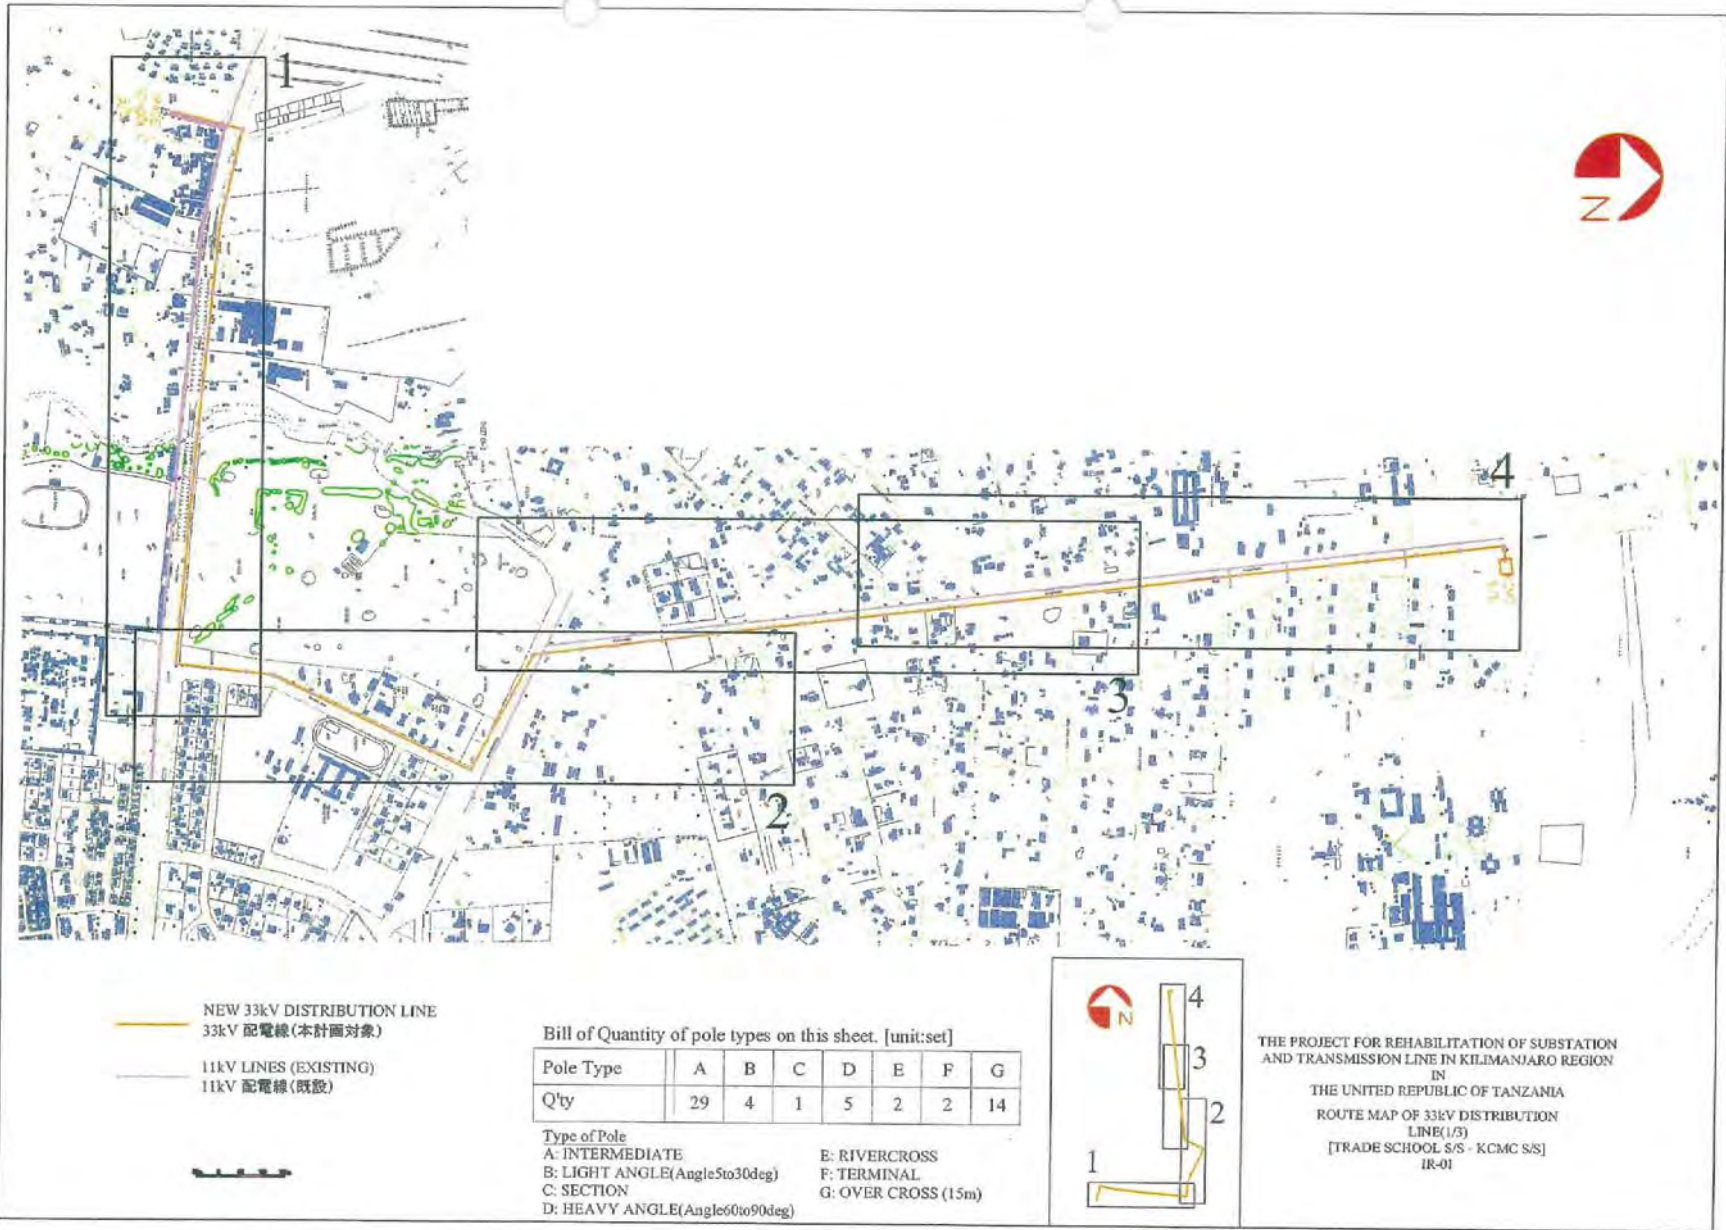 1
N
4
3
2
NEW 33kV DISTRIBUTION LINE
33kV 配電線(本計画対象)
11kV LINES (EXISTING)
11kV 配電線(既設)
Bill of Quantity of pole types on this sheet. [unit:set]
Pole Type A B C D E F G
Q'ty 29 4 1 5 2 2 14
Type of Pole
A: INTERMEDIATE
B: LIGHT ANGLE(Angle5to30deg)
C: SECTION
D: HEAVY ANGLE(Angle60to90deg)
E: RIVERCROSS
F: TERMINAL
G: OVER CROSS (15m)
N
4
3
2
1
THE PROJECT FOR REHABILITATION OF SUBSTATION
AND TRANSMISSION LINE IN KILIMANJARO REGION
IN
THE UNITED REPUBLIC OF TANZANIA
ROUTE MAP OF 33kV DISTRIBUTION
LINE(1/3)
[TRADE SCHOOL S/S - KCMC S/S]
IR-01